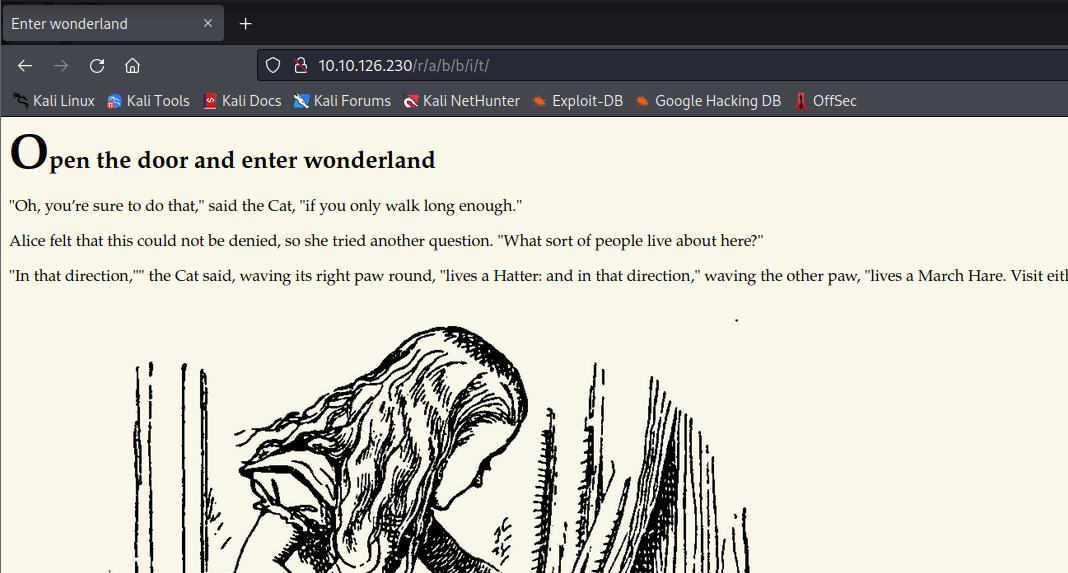 Enter wonderland
10.10.126.230/r/a/b/b/i/t/
Kali Linux Kali Tools Kali Docs Kali Forums Kali NetHunter Exploit-DB Google Hacking DB OffSec
Open the door and enter wonderland
"Oh, you’re sure to do that," said the Cat, "if you only walk long enough."
Alice felt that this could not be denied, so she tried another question. "What sort of people live about here?"
"In that direction,"" the Cat said, waving its right paw round, "lives a Hatter: and in that direction," waving the other paw, "lives a March Hare. Visit